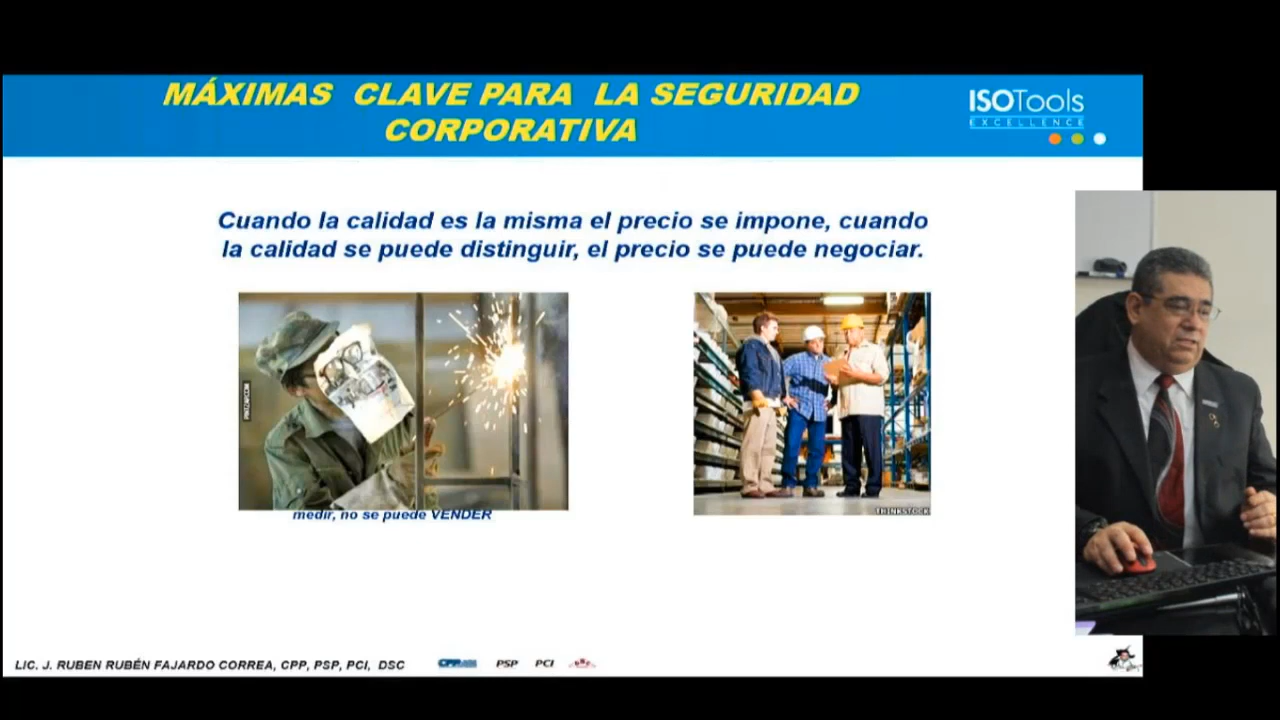 MÁXIMAS CLAVE PARA LA SEGURIDAD
CORPORATIVA
ISOTools
EXCELLENCE
Cuando la calidad es la misma el precio se impone, cuando
la calidad se puede distinguir, el precio se puede negociar.
THINKSTOCK
medir, no se puede VENDER
LIC. J. RUBEN RUBÉN FAJARDO CORREA, CPP, PSP, PCI, DSC
CPP
PSP
PCI